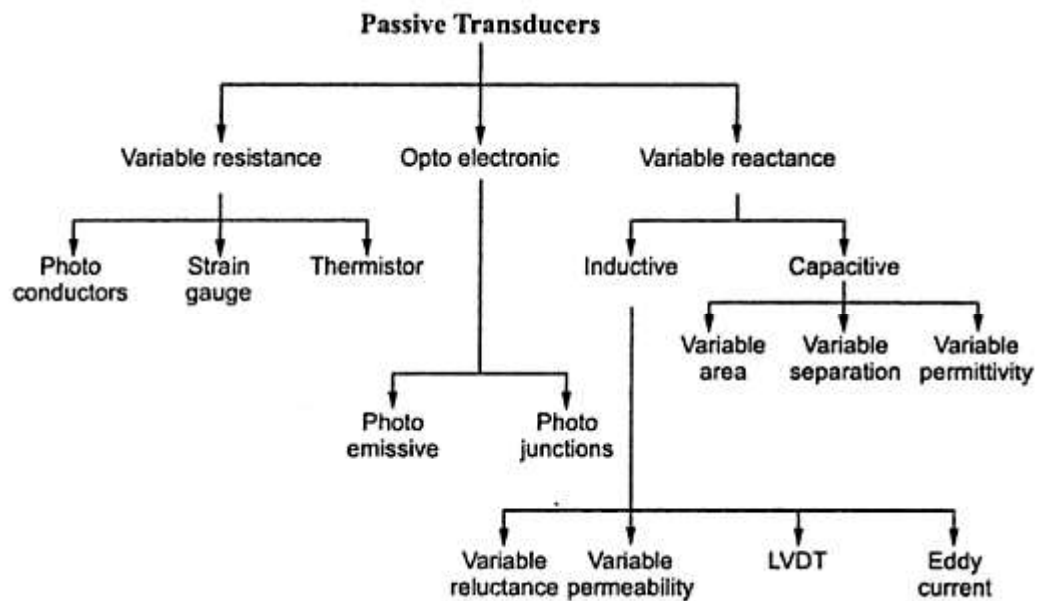 Passive Transducers
Variable resistance
Opto electronic
Variable reactance
Photo
conductors
Strain
gauge
Thermistor
Inductive
Capacitive
Variable
area
Variable
separation
Variable
permittivity
Photo
emissive
Photo
junctions
Variable
reluctance
Variable
permeability
LVDT
Eddy
current